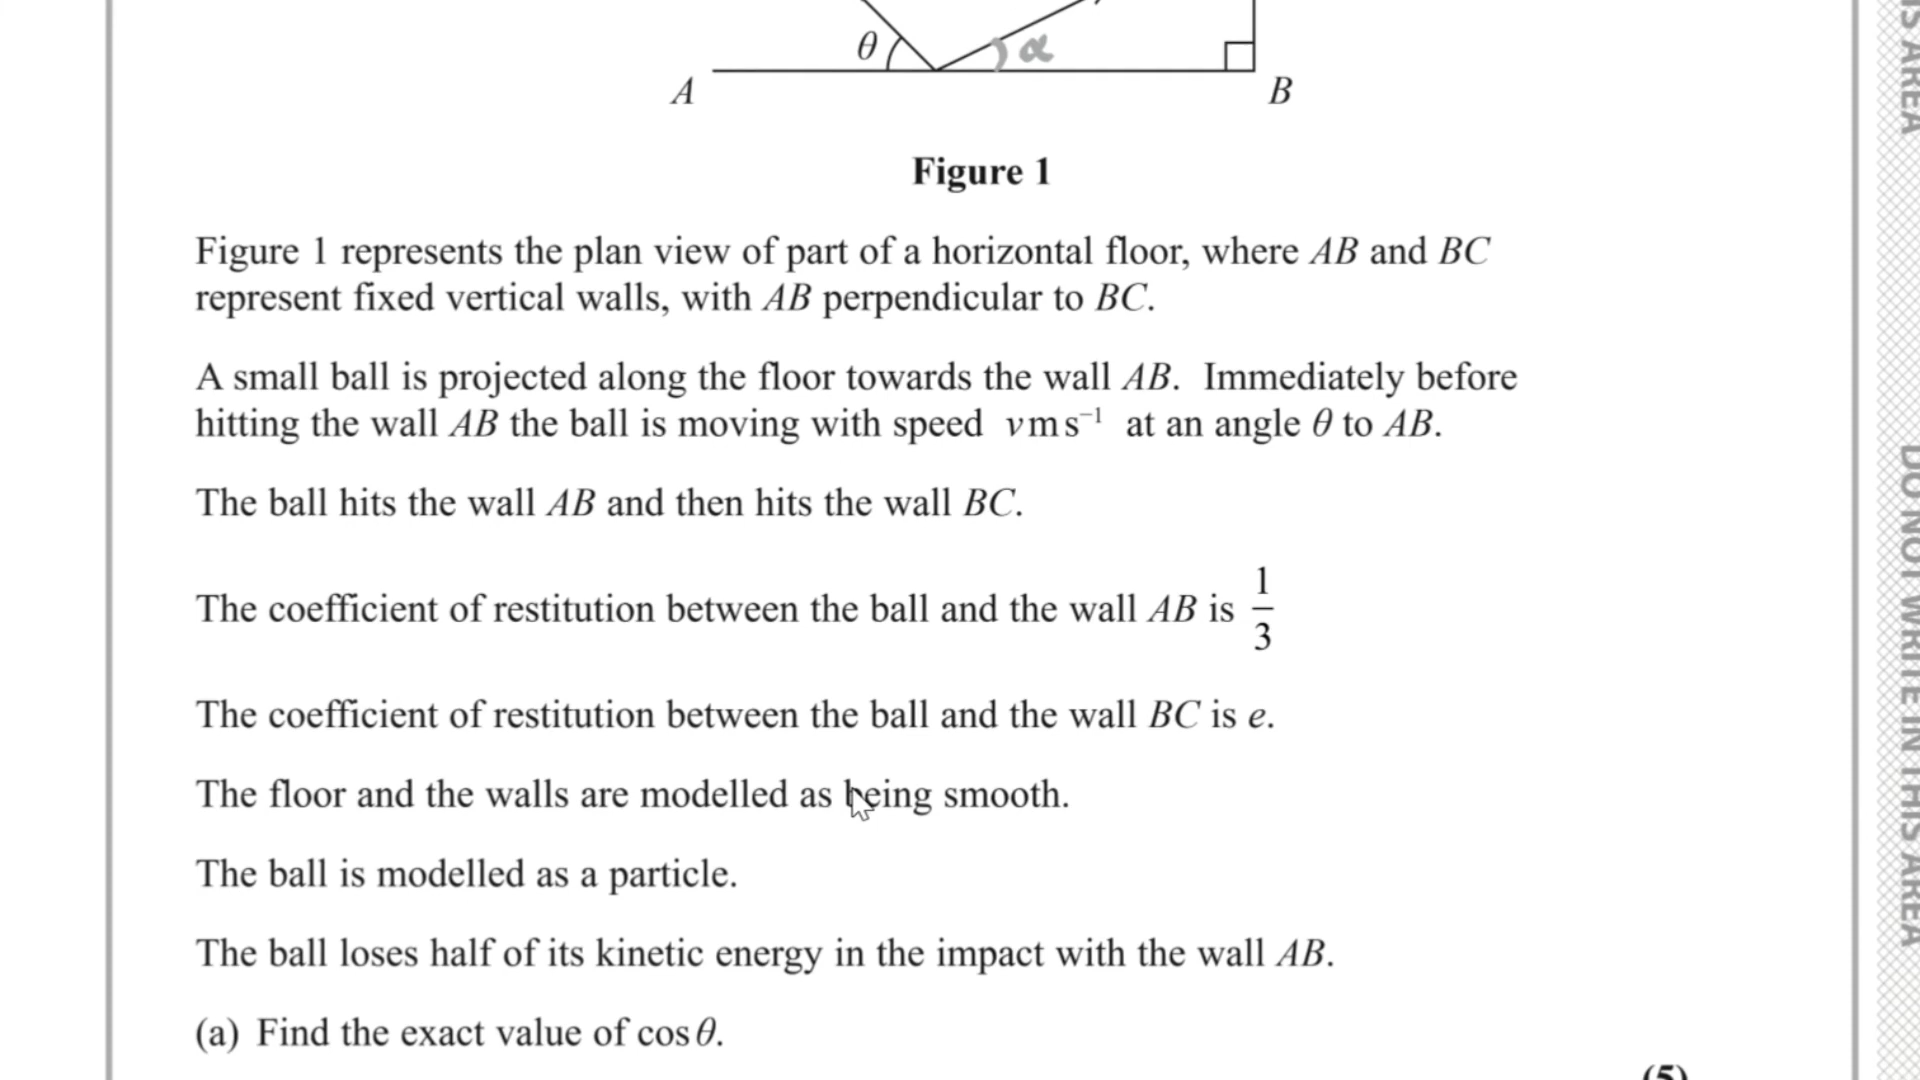 θ
α
A
B
Figure 1
Figure 1 represents the plan view of part of a horizontal floor, where AB and BC
represent fixed vertical walls, with AB perpendicular to BC.
A small ball is projected along the floor towards the wall AB. Immediately before
hitting the wall AB the ball is moving with speed v m s⁻¹ at an angle θ to AB.
The ball hits the wall AB and then hits the wall BC.
The coefficient of restitution between the ball and the wall AB is 1/3
The coefficient of restitution between the ball and the wall BC is e.
The floor and the walls are modelled as being smooth.
The ball is modelled as a particle.
The ball loses half of its kinetic energy in the impact with the wall AB.
(a) Find the exact value of cos θ.
(5)
IS AREA
DO NOT WRITE IN THIS AREA